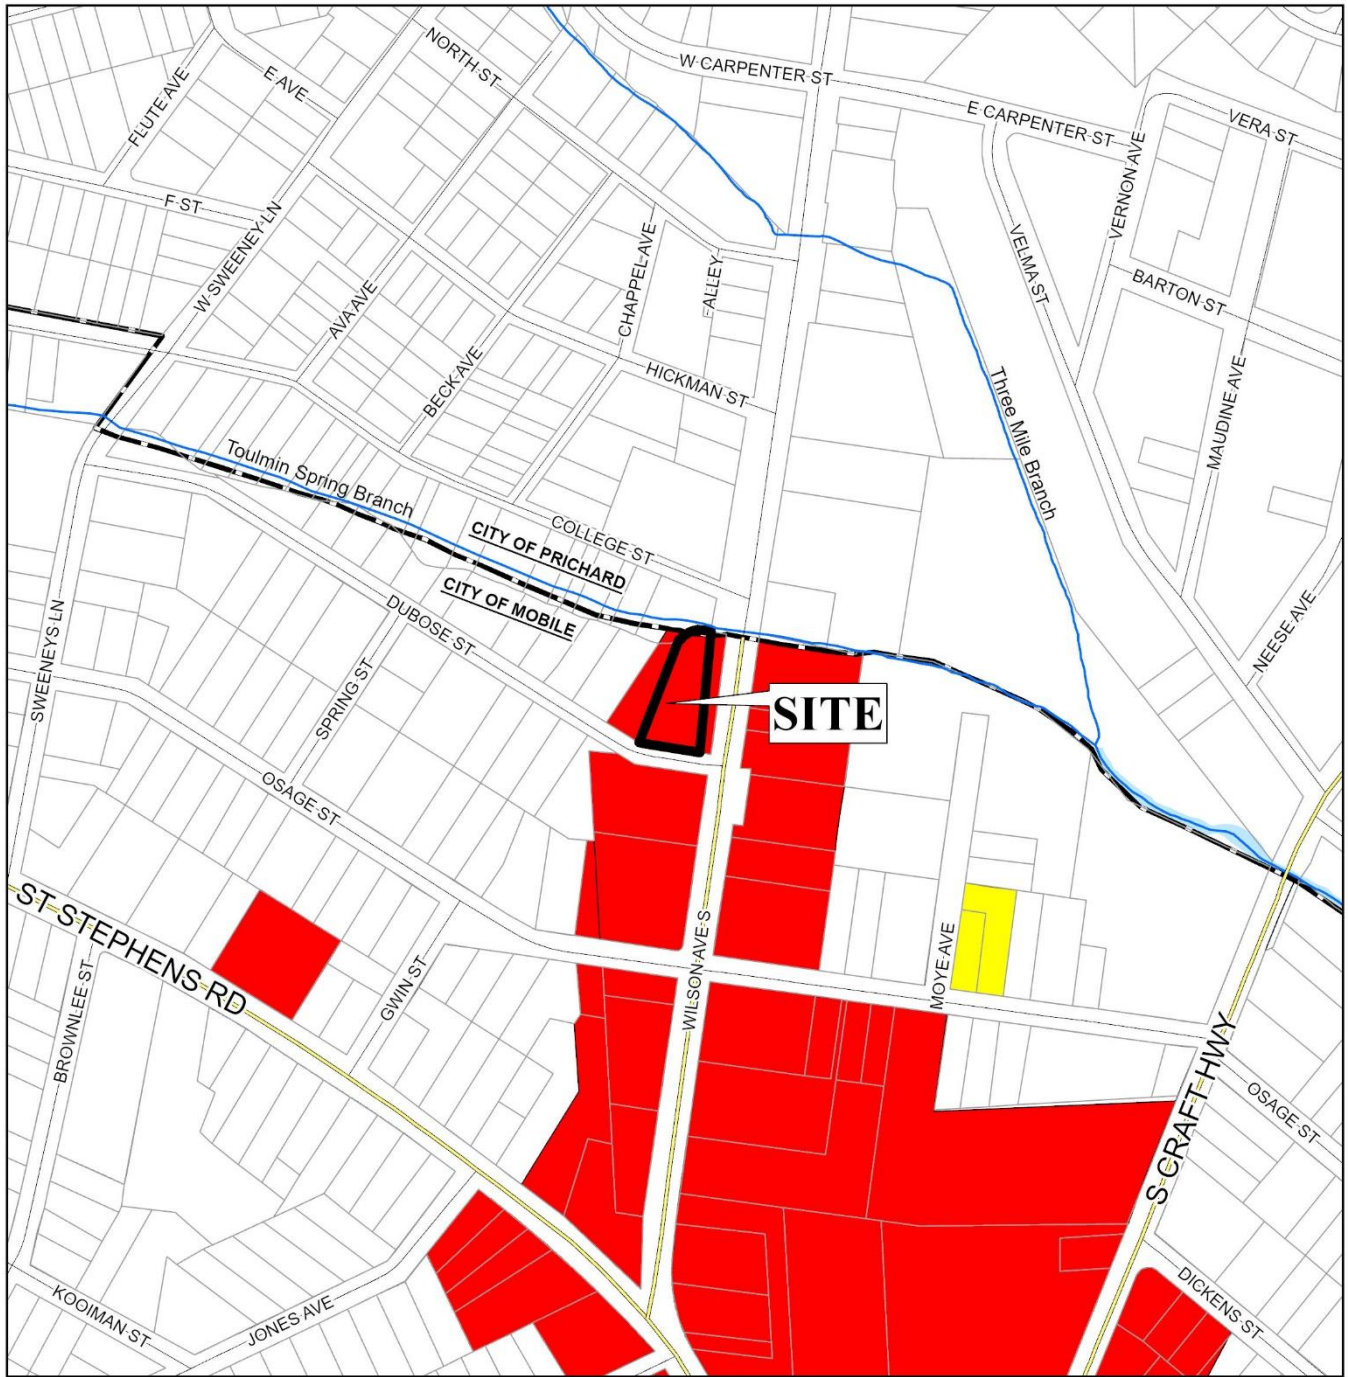 NORTH ST
W CARPENTER ST
E AVE
FLUTE AVE
E CARPENTER ST
VERA ST
VERNON AVE
F ST
W SWEENEY LN
CHAPPEL AVE
ALLEY
VELMA ST
BARTON ST
AVA AVE
BECK AVE
HICKMAN ST
Three Mile Branch
MAUDINE AVE
Toulmin Spring Branch
COLLEGE ST
CITY OF PRICHARD
CITY OF MOBILE
DUBOSE ST
NEESE AVE
SWEENEYS LN
SPRING ST
SITE
OSAGE ST
ST STEPHENS RD
WILSON AVE S
MOYE AVE
GWIN ST
BROWNLEE ST
S CRAFT HWY
OSAGE ST
DICKENS ST
KOOIMAN ST
JONES AVE